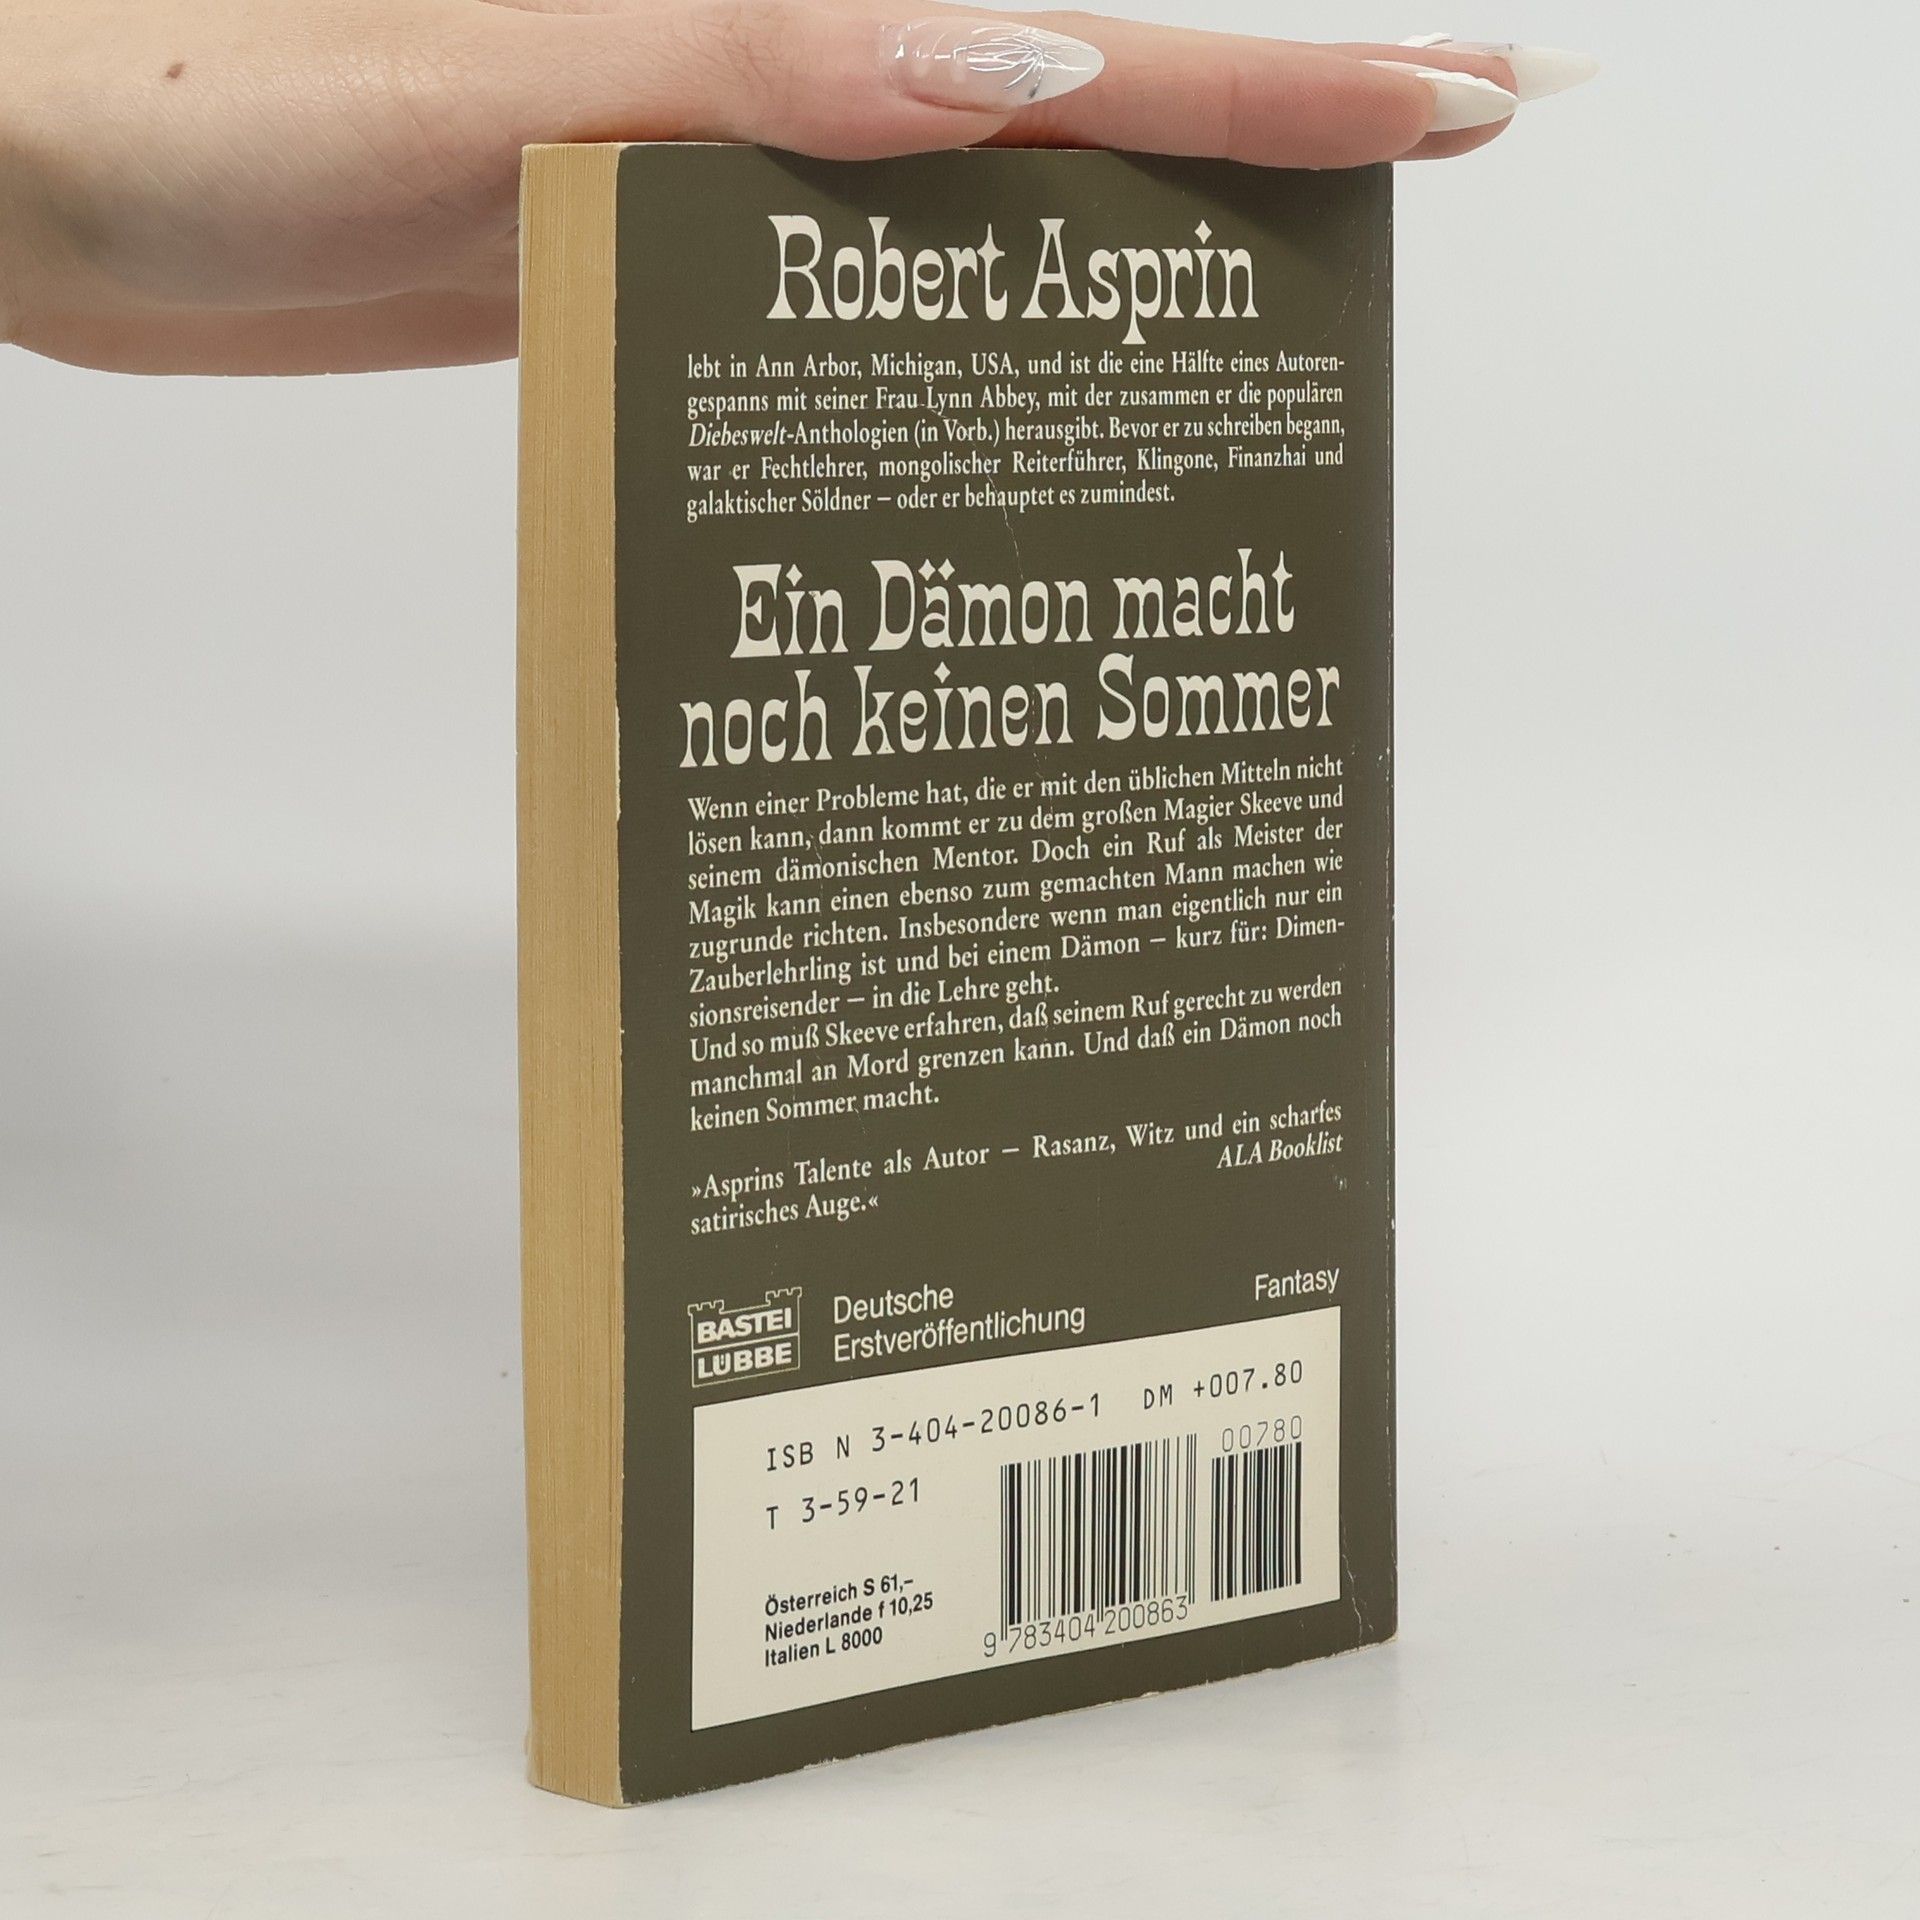 Robert Asprin
lebt in Ann Arbor, Michigan, USA, und ist die eine Hälfte eines Autoren-
gespanns mit seiner Frau Lynn Abbey, mit der zusammen er die populären
Diebeswelt-Anthologien (in Vorb.) herausgibt. Bevor er zu schreiben begann,
war er Fechtlehrer, mongolischer Reiterführer, Klingone, Finanzhai und
galaktischer Söldner – oder er behauptet es zumindest.
Ein Dämon macht
noch keinen Sommer
Wenn einer Probleme hat, die er mit den üblichen Mitteln nicht
lösen kann, dann kommt er zu dem großen Magier Skeeve und
seinem dämonischen Mentor. Doch ein Ruf als Meister der
Magik kann einen ebenso zum gemachten Mann machen wie
zugrunde richten. Insbesondere wenn man eigentlich nur ein
Zauberlehrling ist und bei einem Dämon – kurz für: Dimen-
sionsreisender – in die Lehre geht.
Und so muß Skeeve erfahren, daß seinem Ruf gerecht zu werden
manchmal an Mord grenzen kann. Und daß ein Dämon noch
keinen Sommer macht.
»Asprins Talente als Autor – Rasanz, Witz und ein scharfes
satirisches Auge.«
ALA Booklist
BASTEI
LÜBBE
Deutsche
Erstveröffentlichung
Fantasy
ISB N 3-404-20086-1 DM +007.80
T 3-59-21
00780
Österreich S 61,–
Niederlande f 10,25
Italien L 8000
9 783404 200863